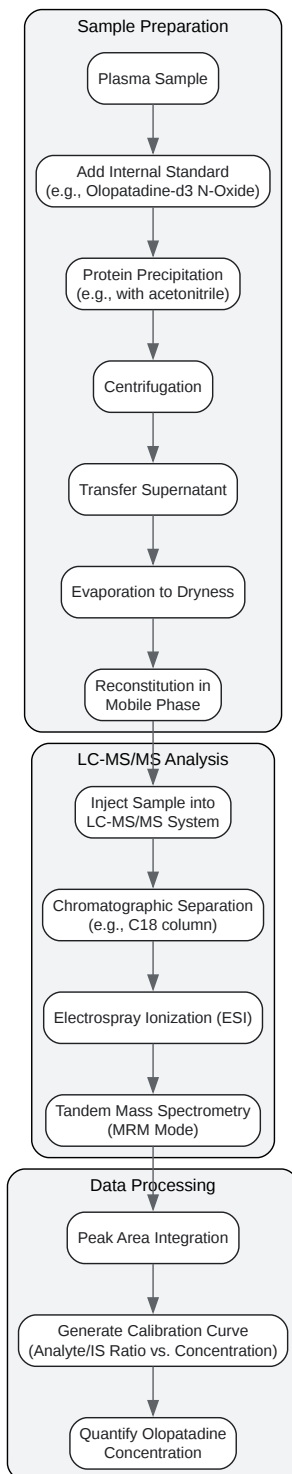 Sample Preparation
Plasma Sample
Add Internal Standard
(e.g., Olopatadine-d3 N-Oxide)
Protein Precipitation
(e.g., with acetonitrile)
Centrifugation
Transfer Supernatant
Evaporation to Dryness
Reconstitution in
Mobile Phase
LC-MS/MS Analysis
Inject Sample into
LC-MS/MS System
Chromatographic Separation
(e.g., C18 column)
Electrospray Ionization (ESI)
Tandem Mass Spectrometry
(MRM Mode)
Data Processing
Peak Area Integration
Generate Calibration Curve
(Analyte/IS Ratio vs. Concentration)
Quantify Olopatadine
Concentration